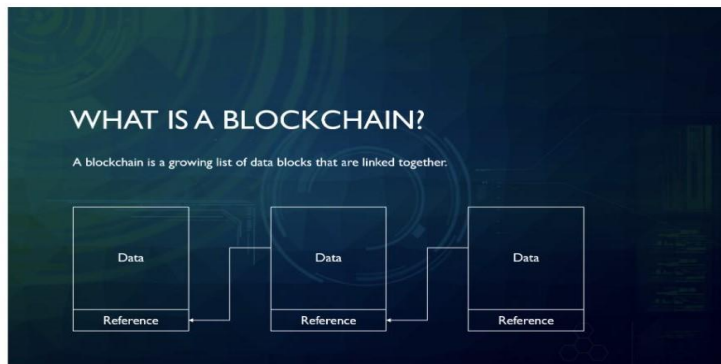 WHAT IS A BLOCKCHAIN?
A blockchain is a growing list of data blocks that are linked together.
Data Data Data
Reference Reference Reference